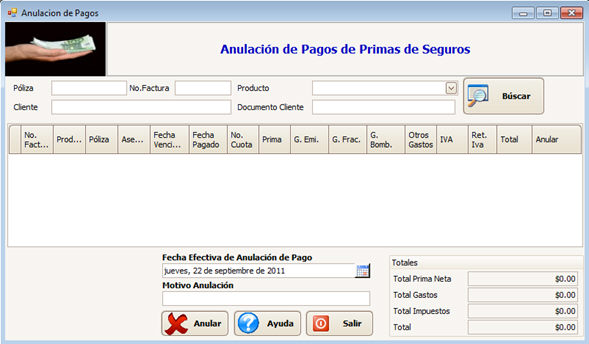 Anulacion de Pagos
Anulación de Pagos de Primas de Seguros
Póliza No.Factura Producto
Búscar
Cliente Documento Cliente
No. Fact... Prod... Póliza Ase... Fecha Venci... Fecha Pagado No. Cuota Prima G. Emi. G. Frac. G. Bomb. Otros Gastos IVA Ret. Iva Total Anular
Fecha Efectiva de Anulación de Pago
jueves, 22 de septiembre de 2011
Motivo Anulación
Anular Ayuda Salir
Totales
Total Prima Neta $0.00
Total Gastos $0.00
Total Impuestos $0.00
Total $0.00